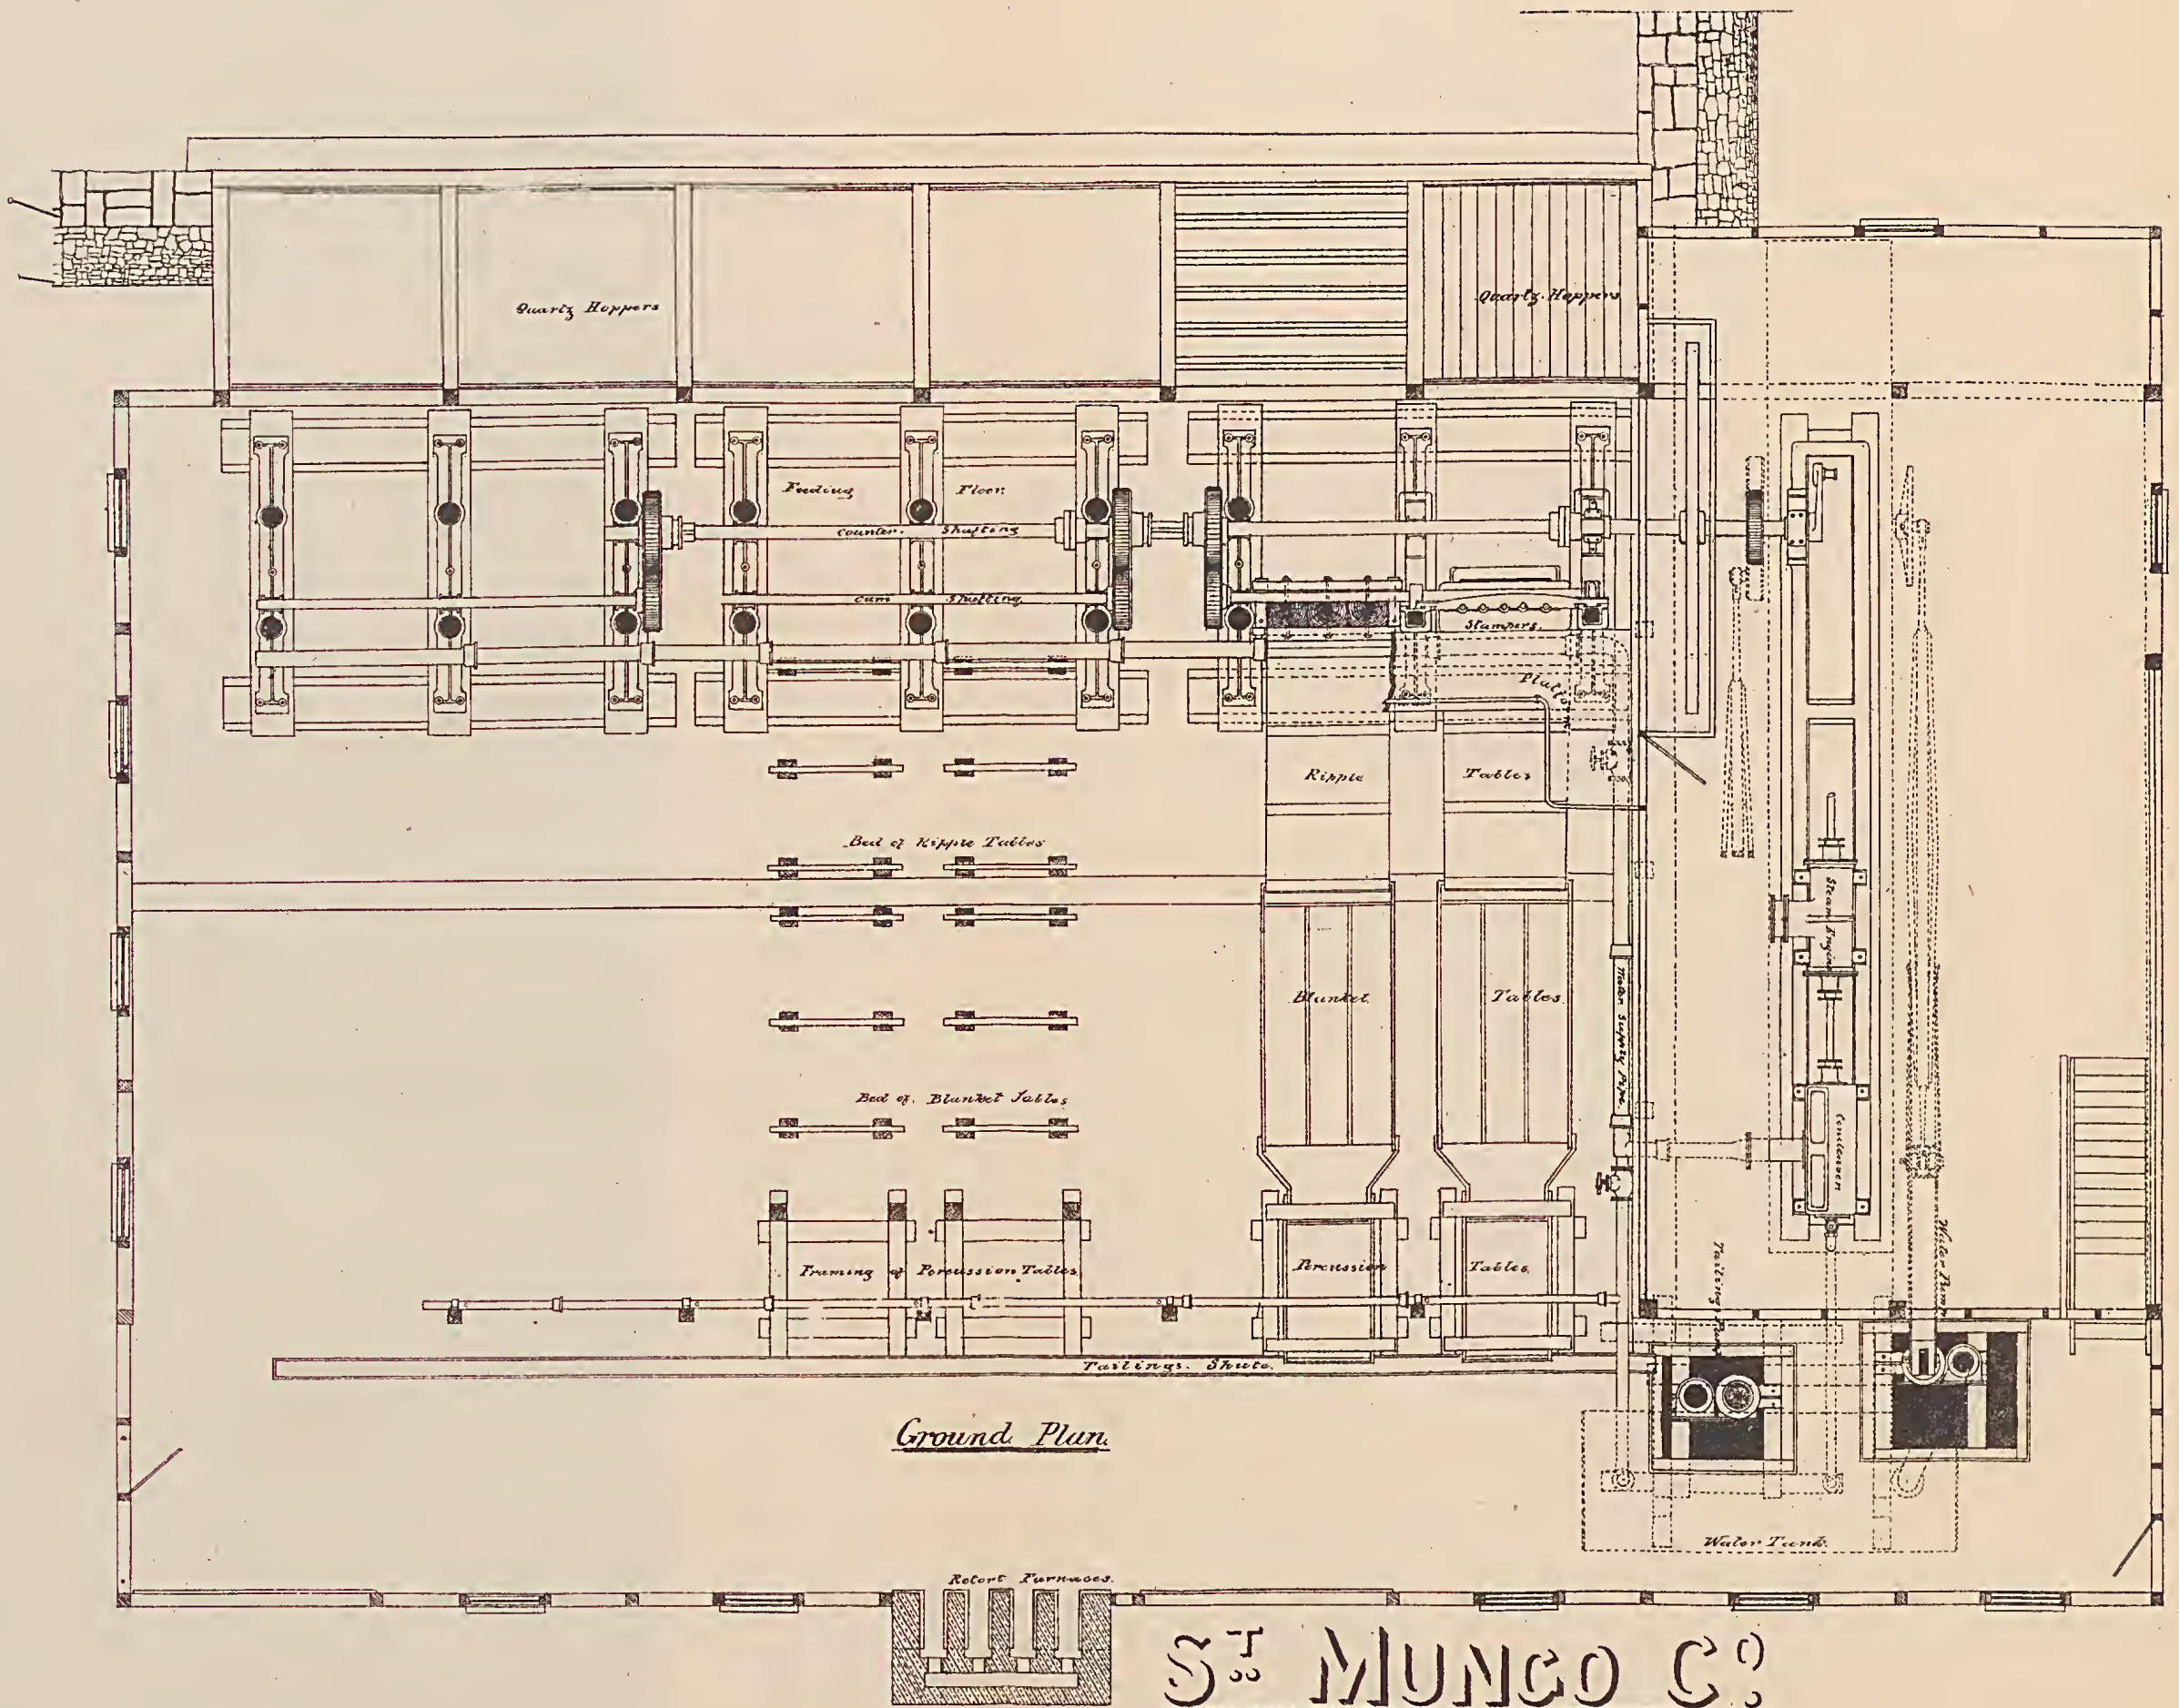 Quartz Hoppers
Quartz Hoppers
Feeding Floor
Counter Shafting
Cam Shafting
Stampers.
Platform
Ripple Tables
Bed of Ripple Tables
Blanket Tables
Water Supply Pipe
Steam Engine
Bed of Blanket Tables
Condenser
Framing of Percussion Tables
Percussion Tables
Tailing Pump
Water Pump
Tailings Shute.
Ground Plan.
Water Tank.
Retort Furnaces.
ST MUNGO CO